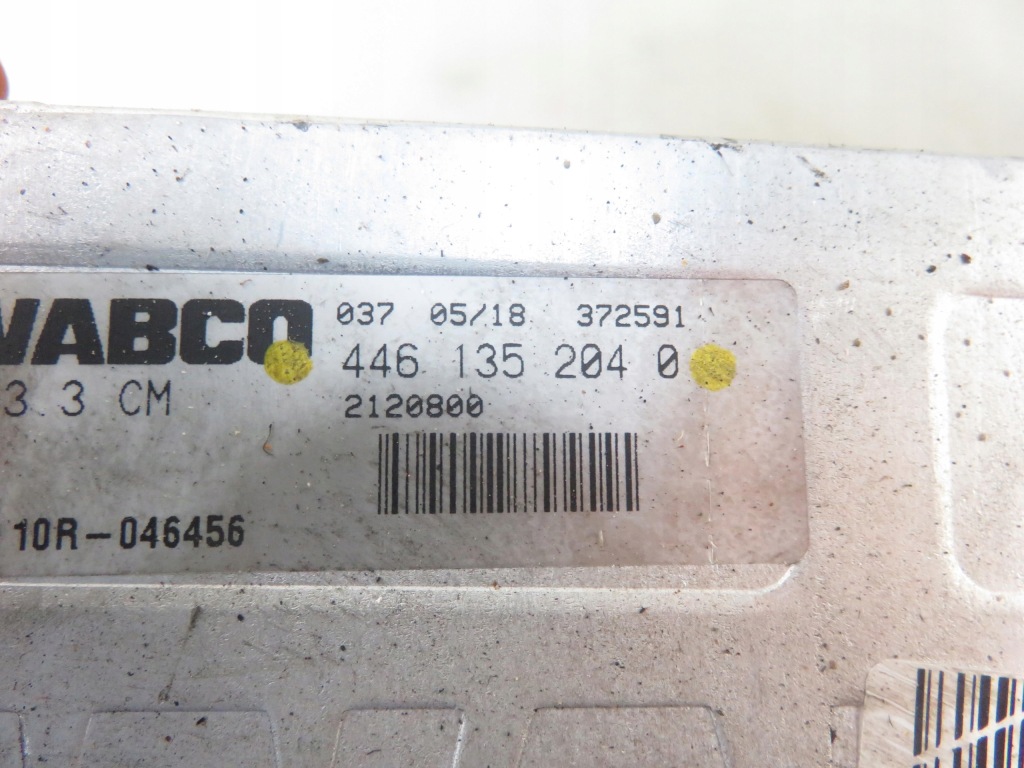 WABCO
037 05/18 372591
446 135 204 0
3.3 CM
2120800
10R-046456